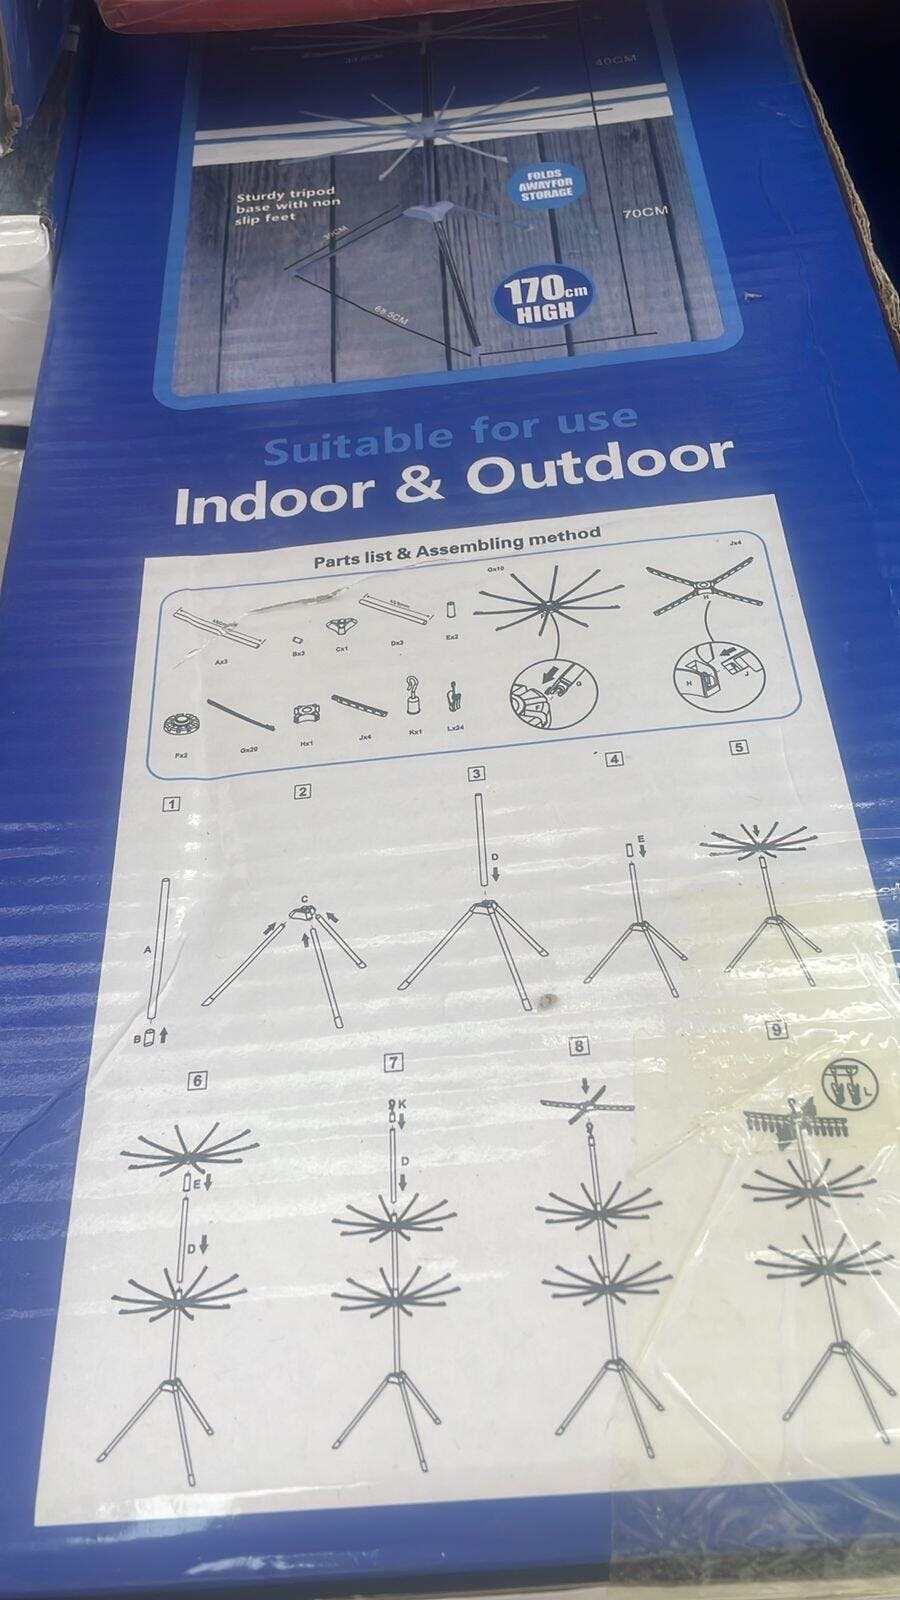 40CM
Sturdy tripod
base with non
slip feet
FOLDS
AWAYFOR
STORAGE
70CM
170cm
HIGH
68.5CM
Suitable for use
Indoor & Outdoor
Parts list & Assembling method
Ax3
Bx3
Cx1
Dx3
Ex2
Gx10
Jx4
H
G
F
H
J
Fx2
Gx20
Hx1
Jx4
Kx1
Lx24
1
2
3
4
5
A
B
C
D
E
6
7
8
9
E
D
K
D
L